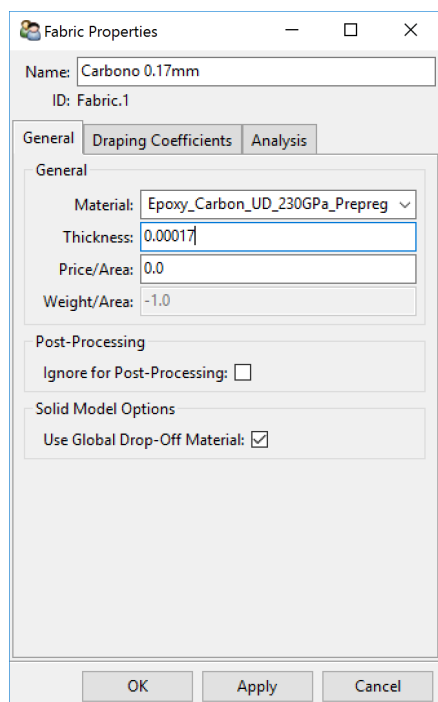 Fabric Properties
Name: Carbono 0.17mm
ID: Fabric.1
General Draping Coefficients Analysis
General
Material: Epoxy_Carbon_UD_230GPa_Prepreg
Thickness: 0.00017
Price/Area: 0.0
Weight/Area: -1.0
Post-Processing
Ignore for Post-Processing:
Solid Model Options
Use Global Drop-Off Material:
OK Apply Cancel